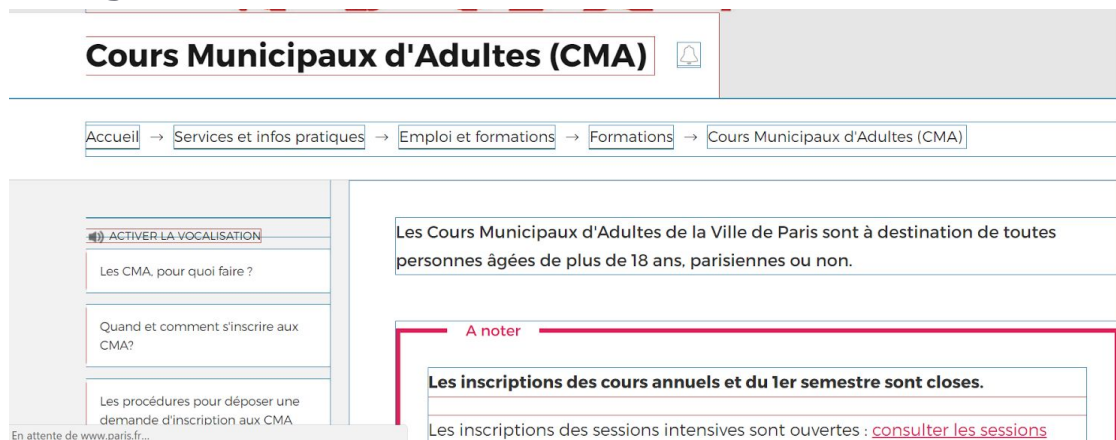 Cours Municipaux d'Adultes (CMA)
Accueil → Services et infos pratiques → Emploi et formations → Formations → Cours Municipaux d'Adultes (CMA)
ACTIVER LA VOCALISATION
Les CMA, pour quoi faire ?
Quand et comment s'inscrire aux
CMA?
Les procédures pour déposer une
demande d'inscription aux CMA
En attente de www.paris.fr...
Les Cours Municipaux d'Adultes de la Ville de Paris sont à destination de toutes
personnes âgées de plus de 18 ans, parisiennes ou non.
A noter
Les inscriptions des cours annuels et du 1er semestre sont closes.
Les inscriptions des sessions intensives sont ouvertes : consulter les sessions